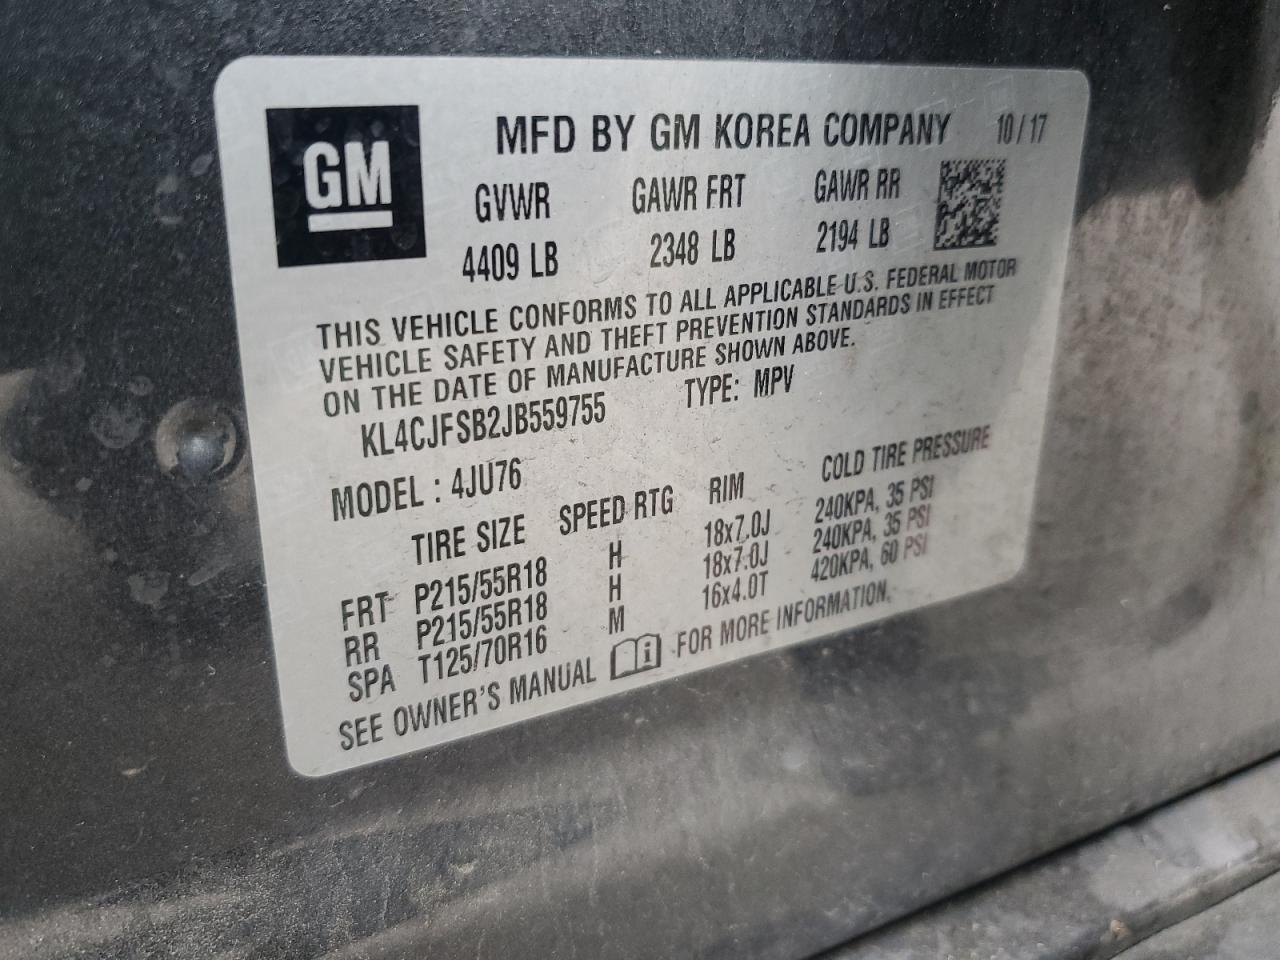 GM
MFD BY GM KOREA COMPANY 10/17
GVWR GAWR FRT GAWR RR
4409 LB 2348 LB 2194 LB
THIS VEHICLE CONFORMS TO ALL APPLICABLE U.S. FEDERAL MOTOR
VEHICLE SAFETY AND THEFT PREVENTION STANDARDS IN EFFECT
ON THE DATE OF MANUFACTURE SHOWN ABOVE.
KL4CJFSB2JB559755 TYPE: MPV
MODEL : 4JU76
TIRE SIZE SPEED RTG RIM COLD TIRE PRESSURE
FRT P215/55R18 H 18x7.0J 240KPA, 35 PSI
RR P215/55R18 H 18x7.0J 240KPA, 35 PSI
SPA T125/70R16 M 16x4.0T 420KPA, 60 PSI
SEE OWNER'S MANUAL FOR MORE INFORMATION.